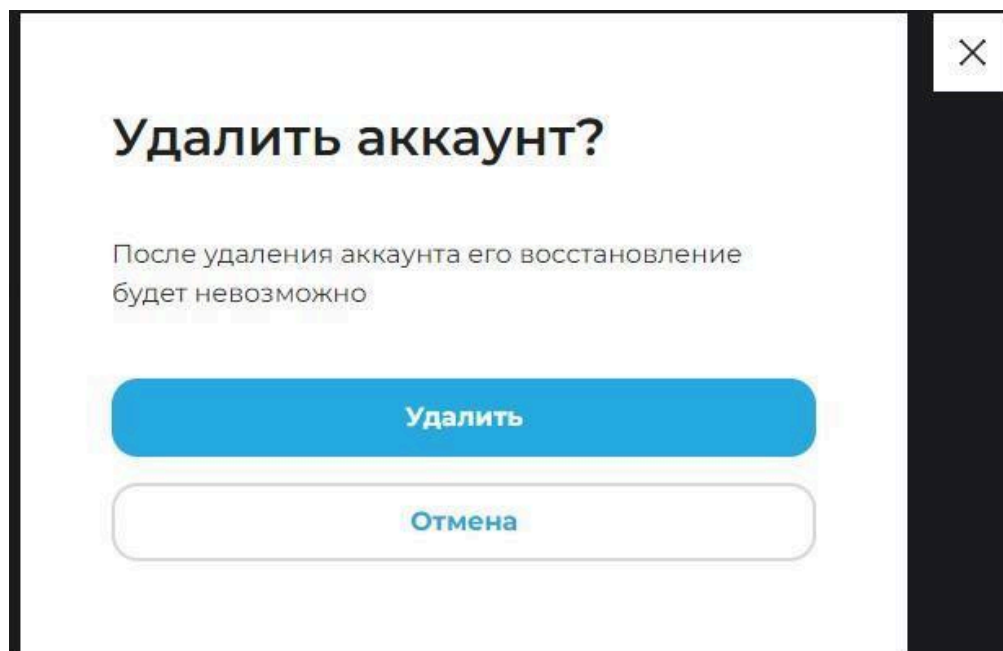 Удалить аккаунт?
После удаления аккаунта его восстановление
будет невозможно
Удалить
Отмена